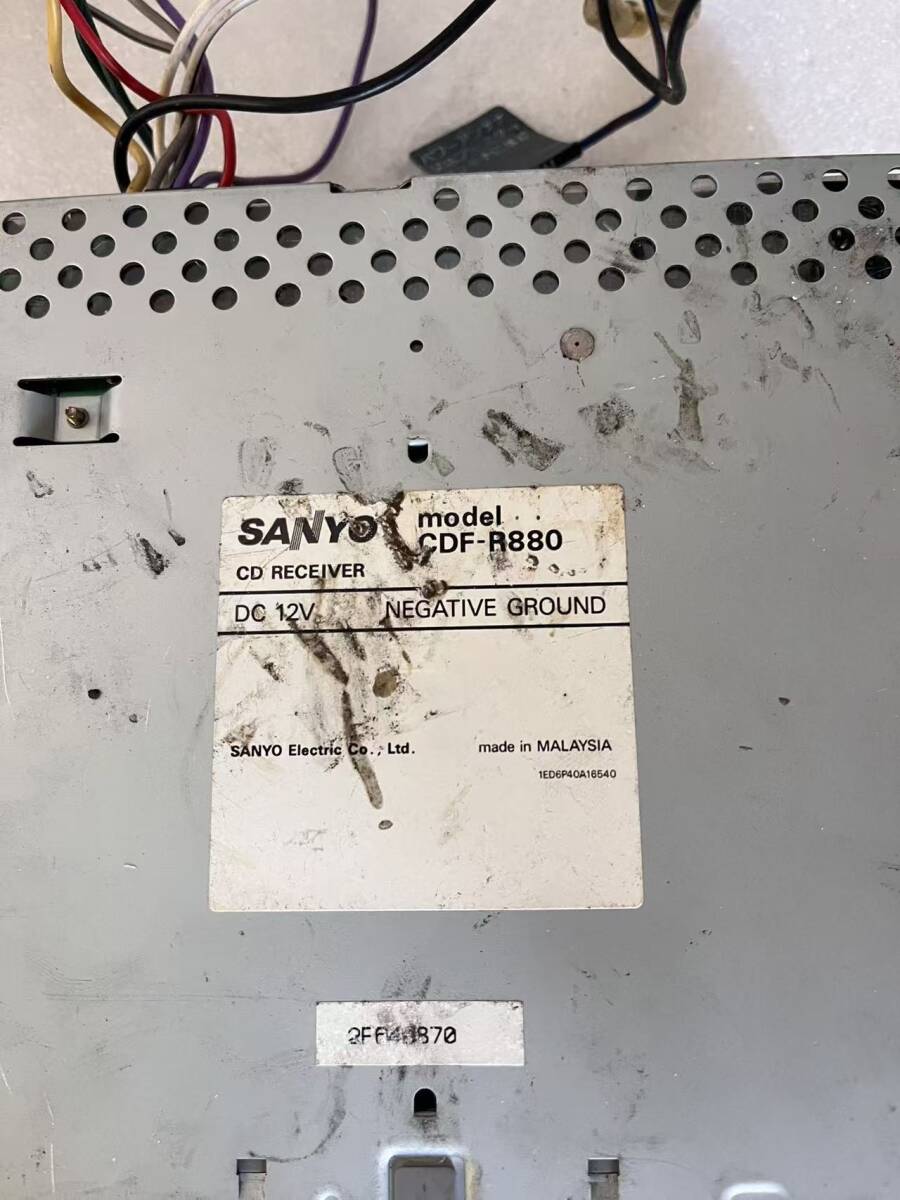 SANYO
model
CDF-R880
CD RECEIVER
DC 12V NEGATIVE GROUND
SANYO Electric Co., Ltd. made in MALAYSIA
1ED6P40A16540